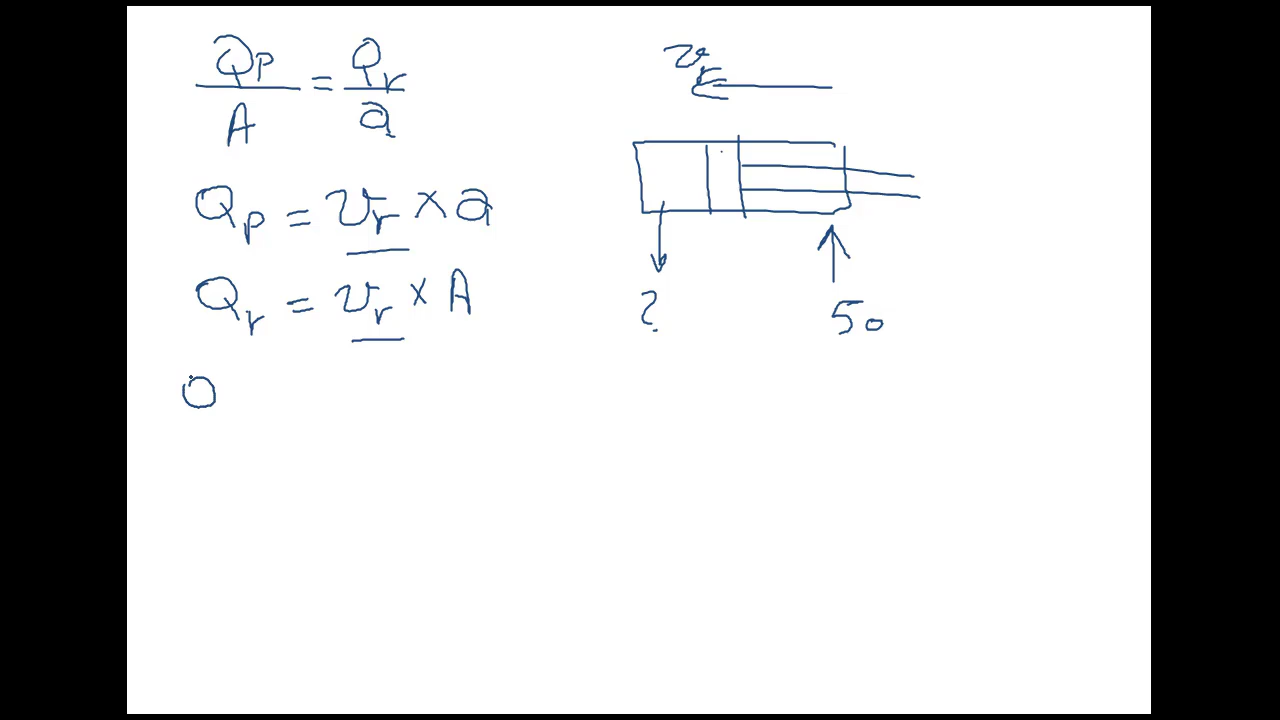 Qp/A = Qr/a
Qp = vr × a
Qr = vr × A
Q
vr
?
50